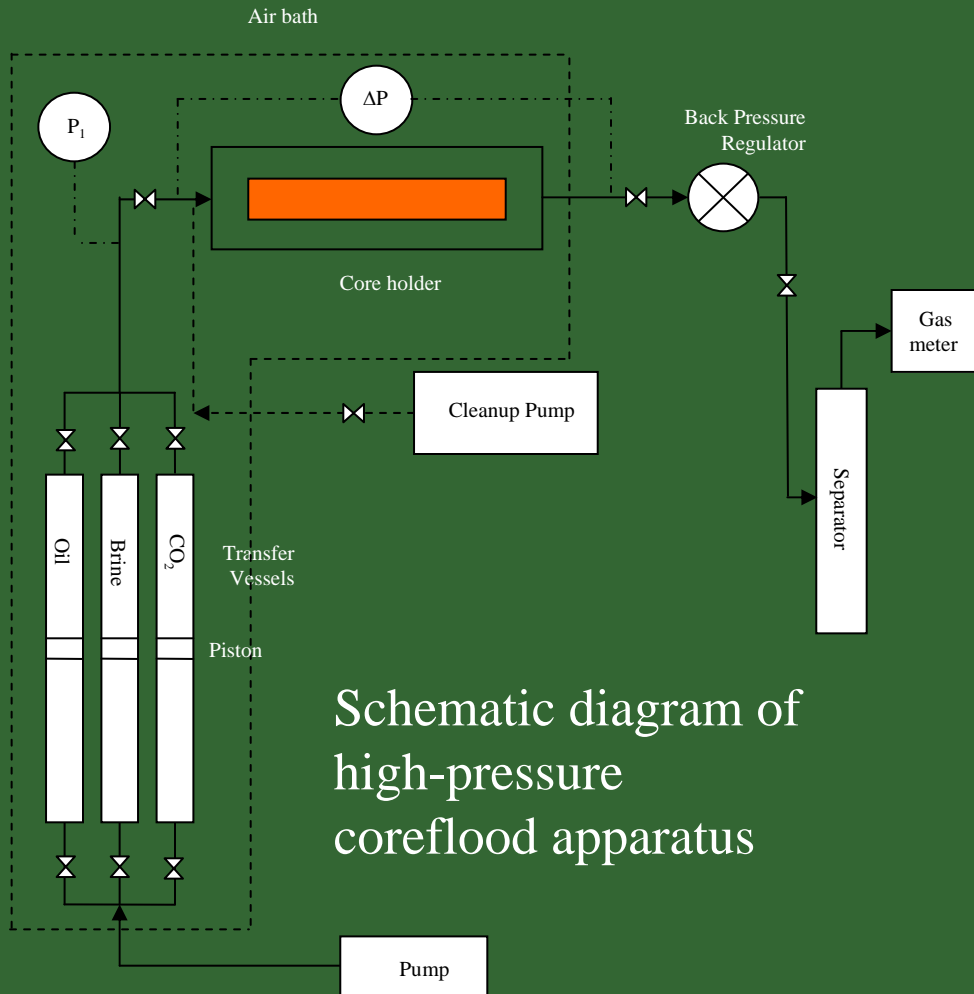 Air bath
ΔP
P₁
Back Pressure
Regulator
Core holder
Gas
meter
Cleanup Pump
Oil
Brine
CO₂
Transfer
Vessels
Separator
Piston
Schematic diagram of
high-pressure
coreflood apparatus
Pump